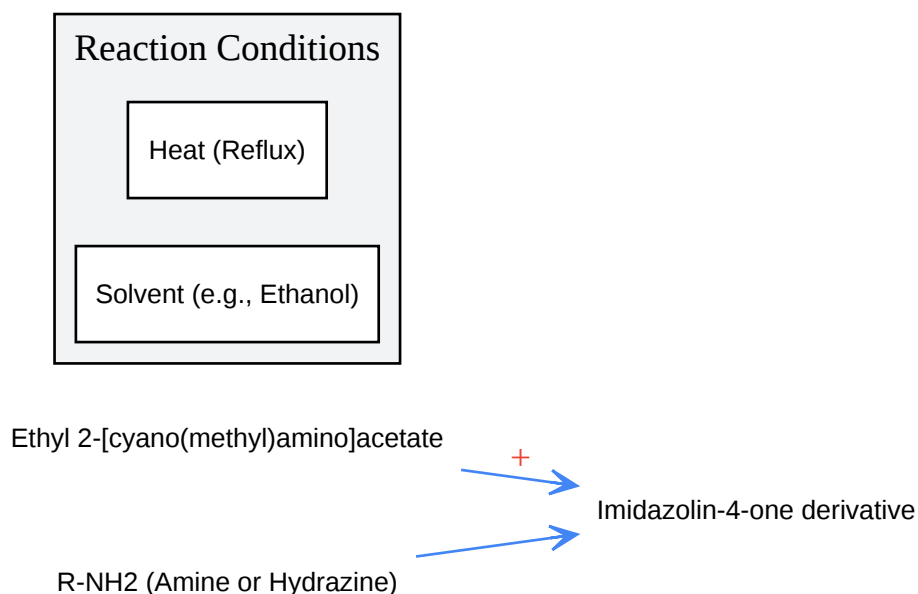 Reaction Conditions
Heat (Reflux)
Solvent (e.g., Ethanol)
Ethyl 2-[cyano(methyl)amino]acetate
+
Imidazolin-4-one derivative
R-NH2 (Amine or Hydrazine)